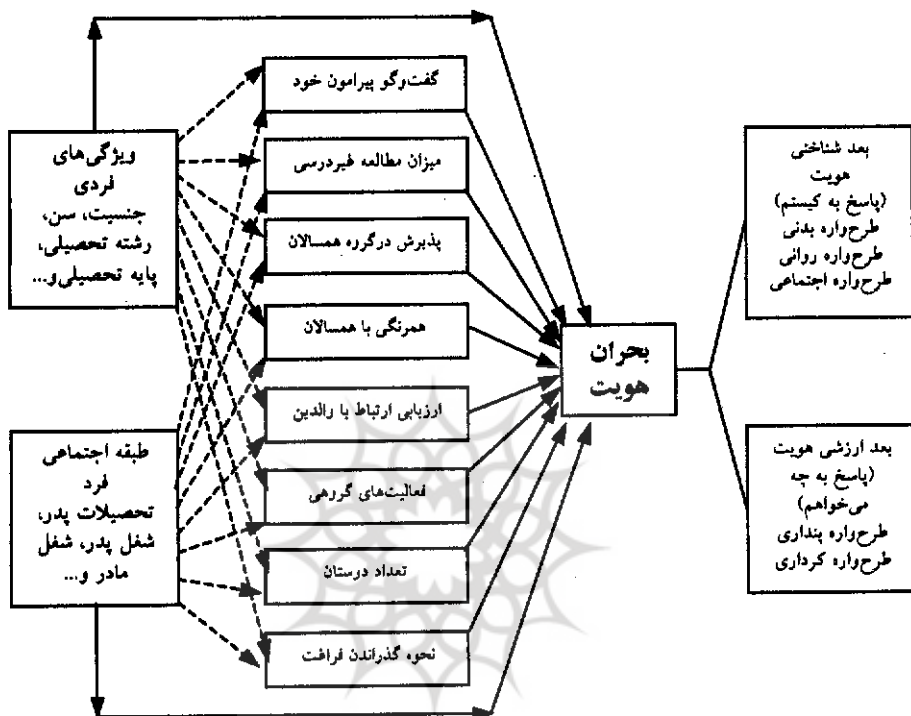 ویژگی‌های
فردی
جنسیت، سن،
رشته تحصیلی،
پایه تحصیلی و...
طبقه اجتماعی
فرد
تحصیلات پدر،
شغل پدر، شغل
مادر و...
گفت‌وگو پیرامون خود
میزان مطالعه غیردرسی
پذیرش درگروه همسالان
همرنگی با همسالان
ارزیابی ارتباط با والدین
فعالیت‌های گروهی
تعداد دوستان
نحوه گذراندن فراغت
بحران
هویت
بعد شناختی
هویت
(پاسخ به کیستم)
طرح‌واره بدنی
طرح‌واره روانی
طرح‌واره اجتماعی
بعد ارزشی هویت
(پاسخ به چه
می‌خواهم)
طرح‌واره پنداری
طرح‌واره کرداری